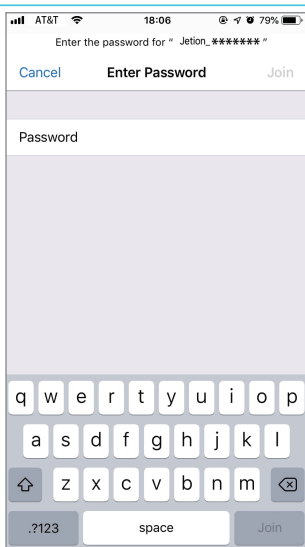 AT&T 18:06 79%
Enter the password for “ Jetion_******* ”
Cancel Enter Password Join
Password
q w e r t y u i o p
a s d f g h j k l
z x c v b n m
.?123 space Join